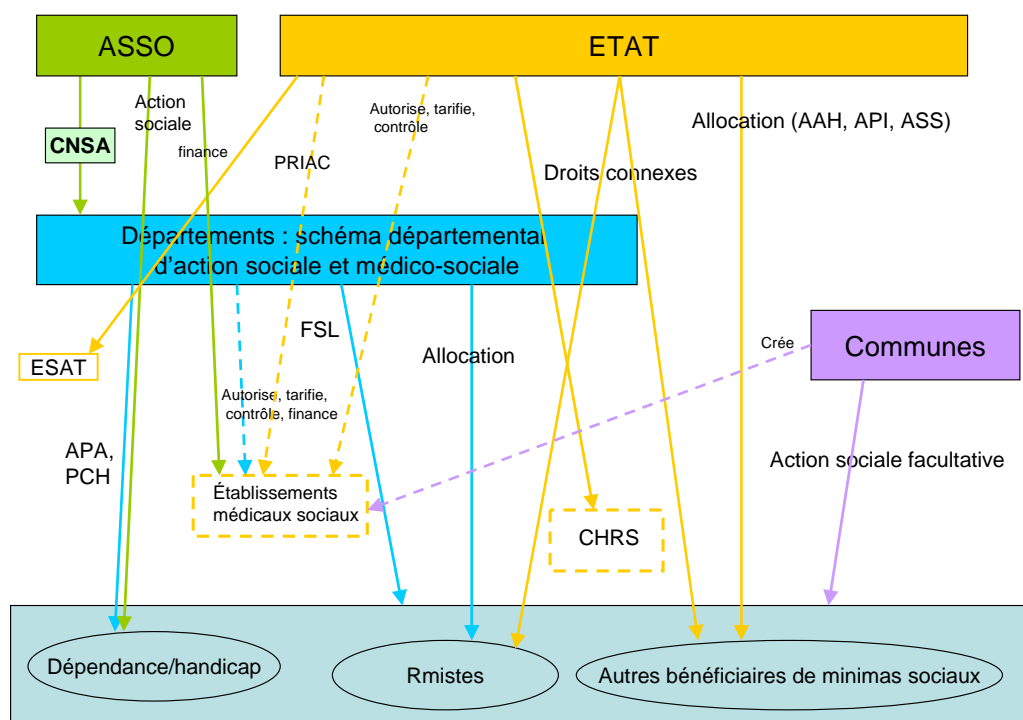 ASSO
ETAT
Action
sociale
finance
Autorise, tarifie,
contrôle
Allocation (AAH, API, ASS)
CNSA
PRIAC
Droits connexes
Départements : schéma départemental
d’action sociale et médico-sociale
FSL
Allocation
Crée
Communes
ESAT
Autorise, tarifie,
contrôle, finance
APA,
PCH
Action sociale facultative
Établissements
médicaux sociaux
CHRS
Dépendance/handicap
Rmistes
Autres bénéficiaires de minimas sociaux